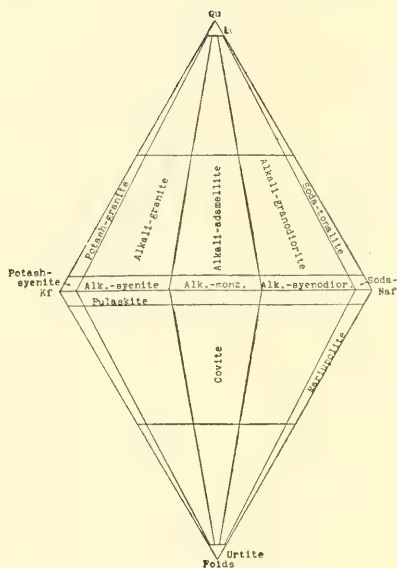 Qu
Potash-granite
Alkali-granite
Alkali-adamellite
Alkali-granodiorite
Soda-tonalite
Potash-
syenite
Kf
Alk.-syenite
Alk.-monz.
Alk.-syenodior.
Soda-
Naf
Pulaskite
Covite
Mariupolite
Urtite
Foids